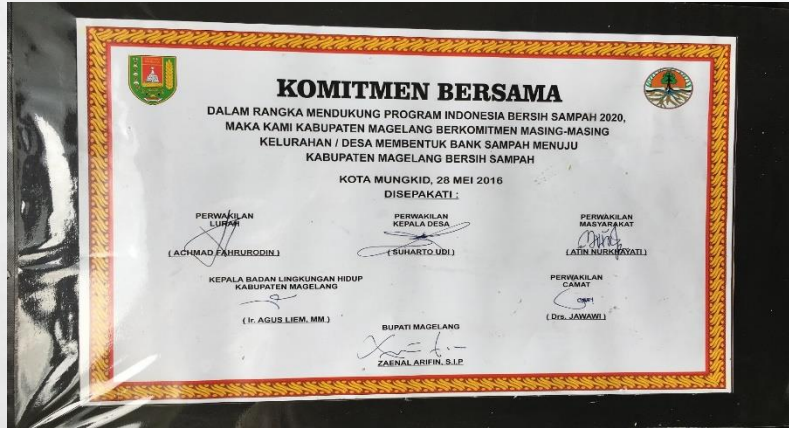 KOMITMEN BERSAMA
DALAM RANGKA MENDUKUNG PROGRAM INDONESIA BERSIH SAMPAH 2020,
MAKA KAMI KABUPATEN MAGELANG BERKOMITMEN MASING-MASING
KELURAHAN / DESA MEMBENTUK BANK SAMPAH MENUJU
KABUPATEN MAGELANG BERSIH SAMPAH
KOTA MUNGKID, 28 MEI 2016
DISEPAKATI :
PERWAKILAN
LURAH
( ACHMAD FAHRURODIN )
PERWAKILAN
KEPALA DESA
( SUHARTO UDI )
PERWAKILAN
MASYARAKAT
( ATIN NURKHAYATI )
KEPALA BADAN LINGKUNGAN HIDUP
KABUPATEN MAGELANG
( Ir. AGUS LIEM, MM )
PERWAKILAN
CAMAT
( Drs. JAWAWI )
BUPATI MAGELANG
ZAENAL ARIFIN, S.I.P